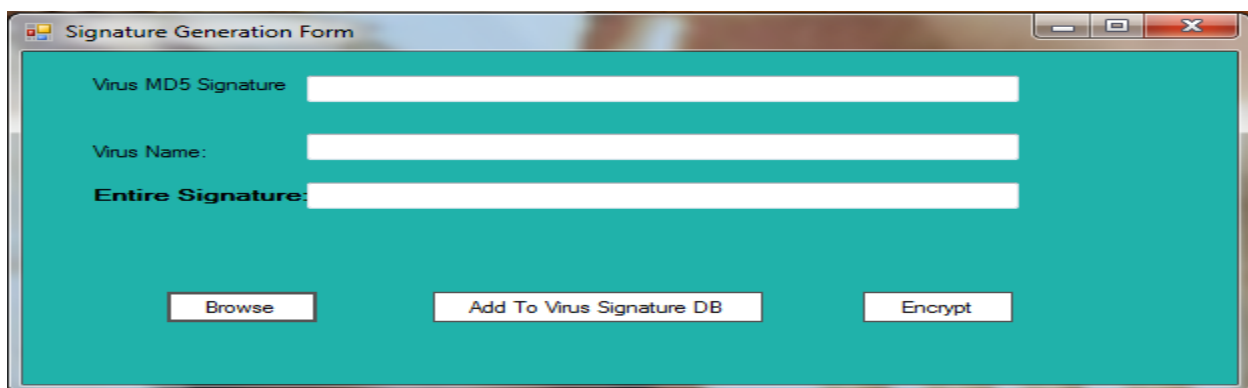 Signature Generation Form
Virus MD5 Signature
Virus Name:
Entire Signature:
Browse Add To Virus Signature DB Encrypt